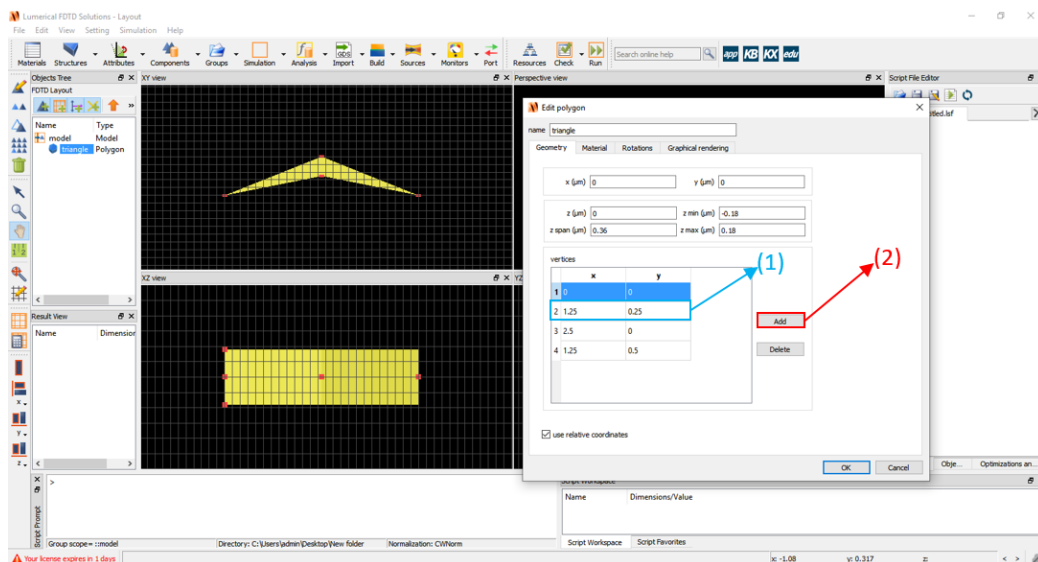 Lumerical FDTD Solutions - Layout
File Edit View Setting Simulation Help
Materials Structures Attributes Components Groups Simulation Analysis Import Build Sources Monitors Port Resources Check Run
GDS
Search online help
app KB KX edu
Objects Tree
XY view
Perspective view
Script File Editor
FDTD Layout
Name Type
model Model
triangle Polygon
Edit polygon
name triangle
Geometry Material Rotations Graphical rendering
x (μm) 0 y (μm) 0
z (μm) 0 z min (μm) -0.18
z span (μm) 0.36 z max (μm) 0.18
vertices
x y
1 0 0
2 1.25 0.25
3 2.5 0
4 1.25 0.5
(1)
(2)
Add
Delete
use relative coordinates
OK Cancel
XZ view
YZ
Result View
Name Dimension
x
y
z
Obje... Optimizations an...
>
Script Prompt
Script Workspace
Name Dimensions/Value
Group scope= ::model
Directory: C:\Users\admin\Desktop\New folder
Normalization: CWNorm
Script Workspace Script Favorites
Your license expires in 1 days
x: -1.08 y: 0.317 z: